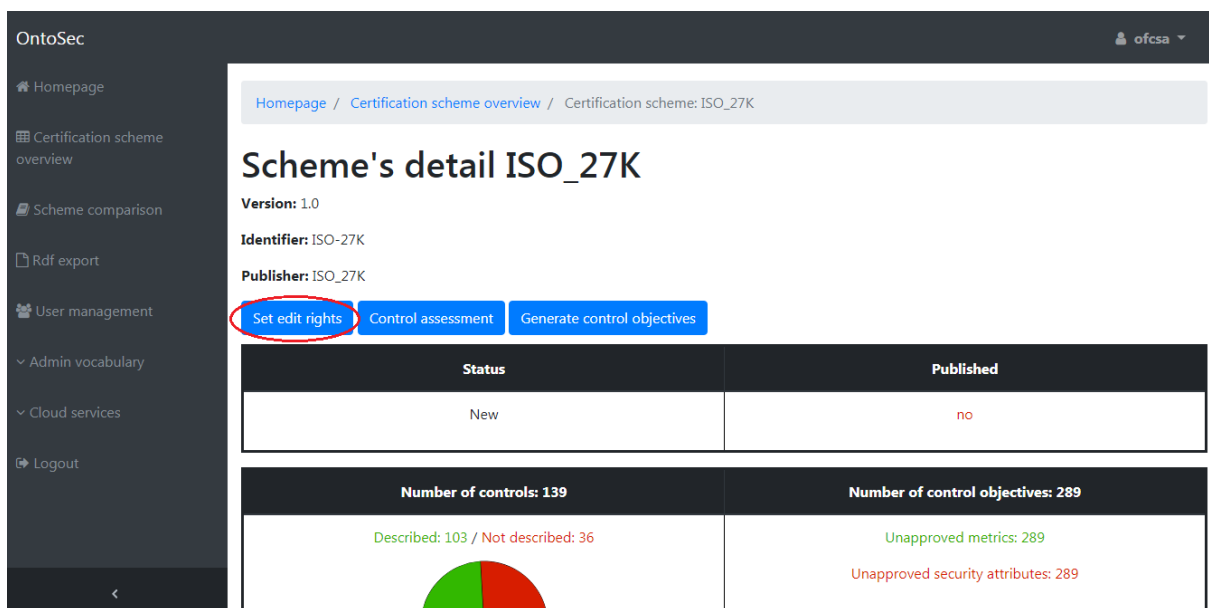 OntoSec
ofcsa
Homepage
Certification scheme
overview
Scheme comparison
Rdf export
User management
Admin vocabulary
Cloud services
Logout
Homepage / Certification scheme overview / Certification scheme: ISO_27K
Scheme's detail ISO_27K
Version: 1.0
Identifier: ISO-27K
Publisher: ISO_27K
Set edit rights Control assessment Generate control objectives
Status Published
New no
Number of controls: 139 Number of control objectives: 289
Described: 103 / Not described: 36 Unapproved metrics: 289
Unapproved security attributes: 289